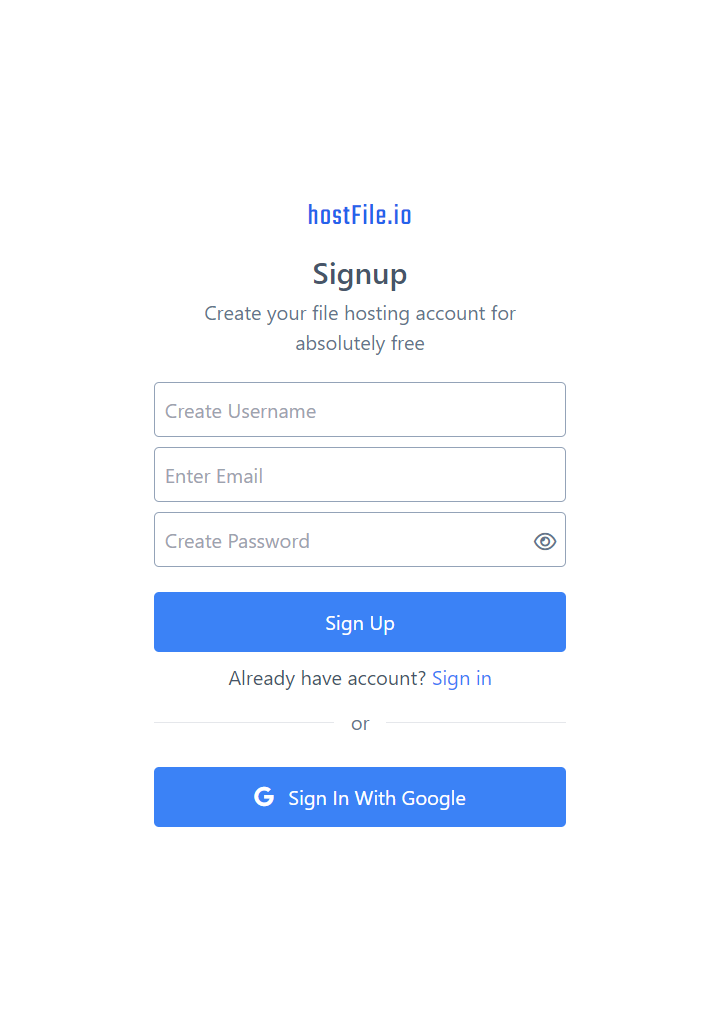 hostFile.io
Signup
Create your file hosting account for
absolutely free
Create Username
Enter Email
Create Password
Sign Up
Already have account? Sign in
or
Sign In With Google